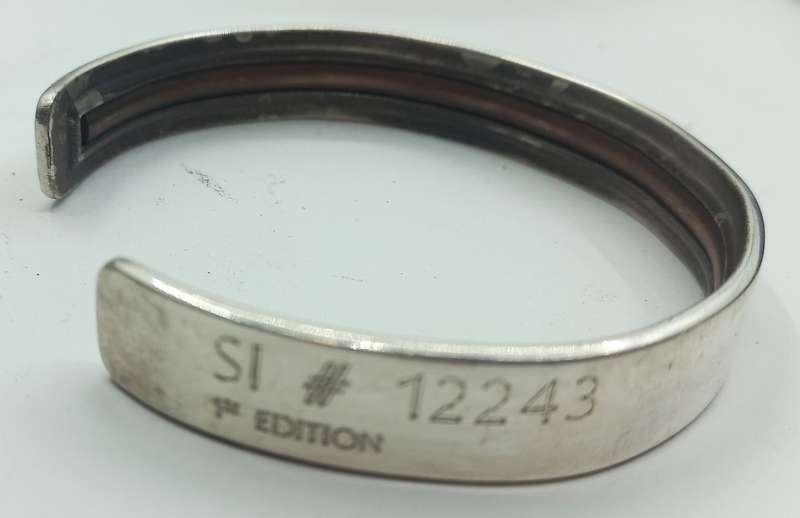 SI # 12243
1st EDITION